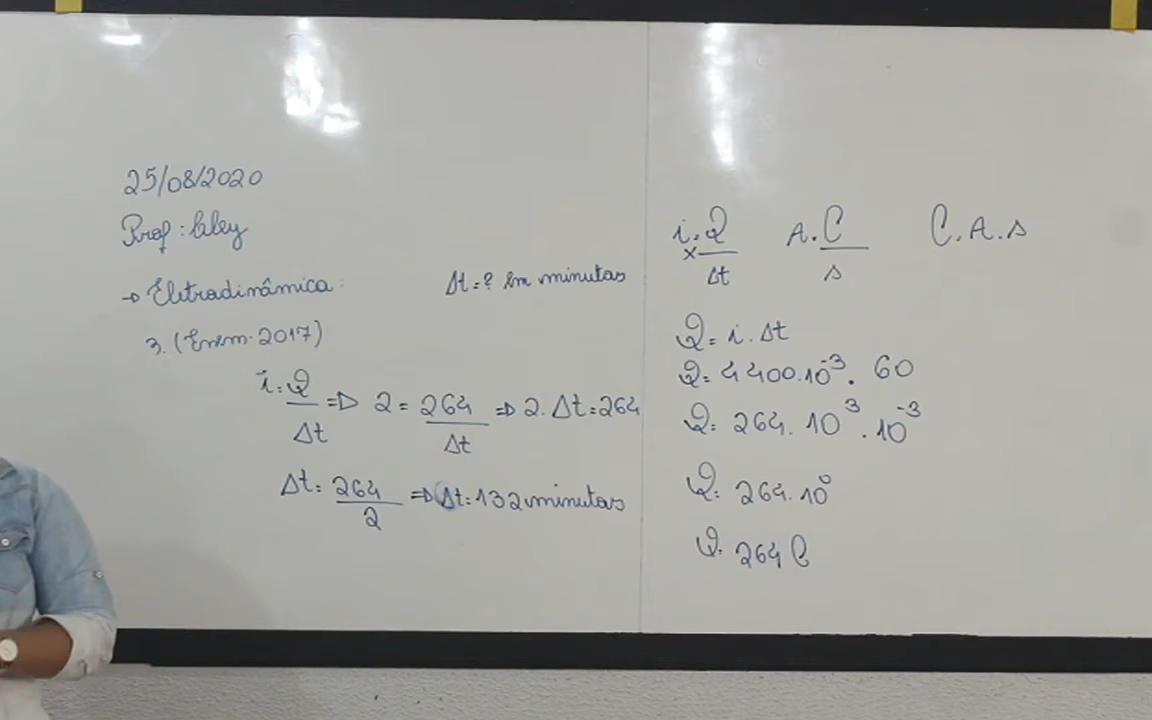 25/08/2020
Prof: Cley
→ Eletrodinâmica:
Δt = ? em minutos
3. (Enem-2017)
i = Q/Δt ⇒ 2 = 264/Δt ⇒ 2.Δt = 264
Δt = 264/2 ⇒ Δt = 132 minutos
i = Q/Δt A = C/s C = A.s
Q = i.Δt
Q = 4400.10⁻³. 60
Q = 264. 10³ .10⁻³
Q = 264.10⁰
Q = 264 C